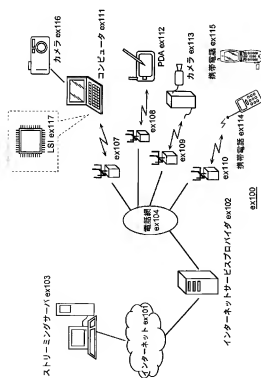 カメラ ex116
コンピュータ ex111
LSI ex117
PDA ex112
カメラ ex113
携帯電話 ex115
携帯電話 ex114
ex107
ex108
ex109
ex110
電話網
ex104
ex100
インターネットサービスプロバイダ ex102
ストリーミングサーバ ex103
インターネット ex101